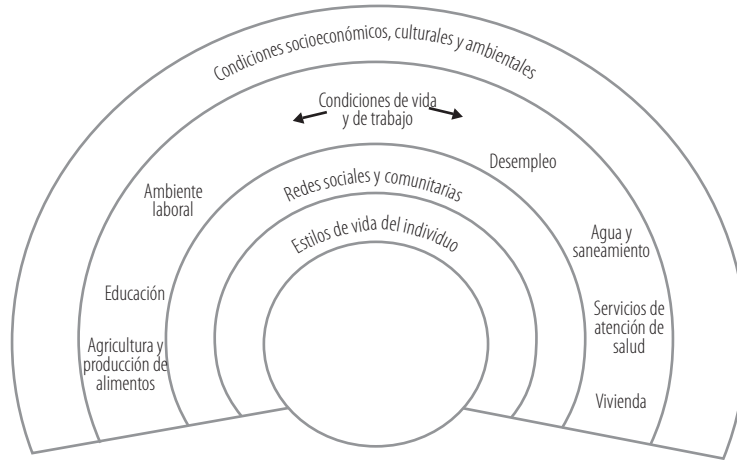 Condiciones socioeconómicos, culturales y ambientales
Condiciones de vida
y de trabajo
Desempleo
Ambiente
laboral
Redes sociales y comunitarias
Estilos de vida del individuo
Agua y
saneamiento
Educación
Servicios de
atención de
salud
Agricultura y
producción de
alimentos
Vivienda